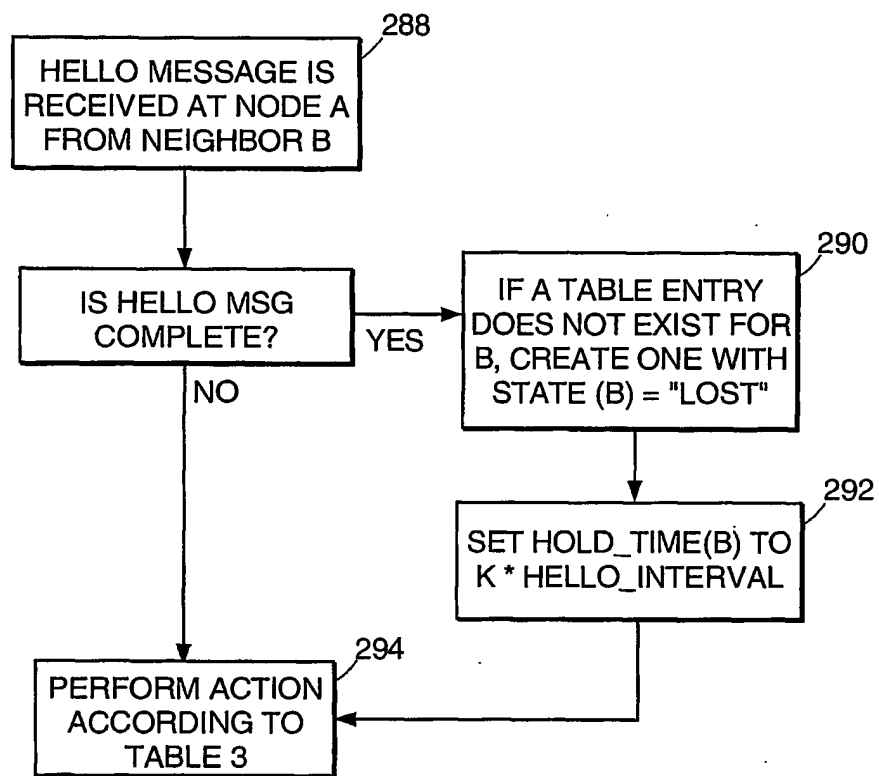 288
HELLO MESSAGE IS
RECEIVED AT NODE A
FROM NEIGHBOR B
IS HELLO MSG
COMPLETE?
YES
NO
290
IF A TABLE ENTRY
DOES NOT EXIST FOR
B, CREATE ONE WITH
STATE (B) = "LOST"
292
SET HOLD_TIME(B) TO
K * HELLO_INTERVAL
294
PERFORM ACTION
ACCORDING TO
TABLE 3